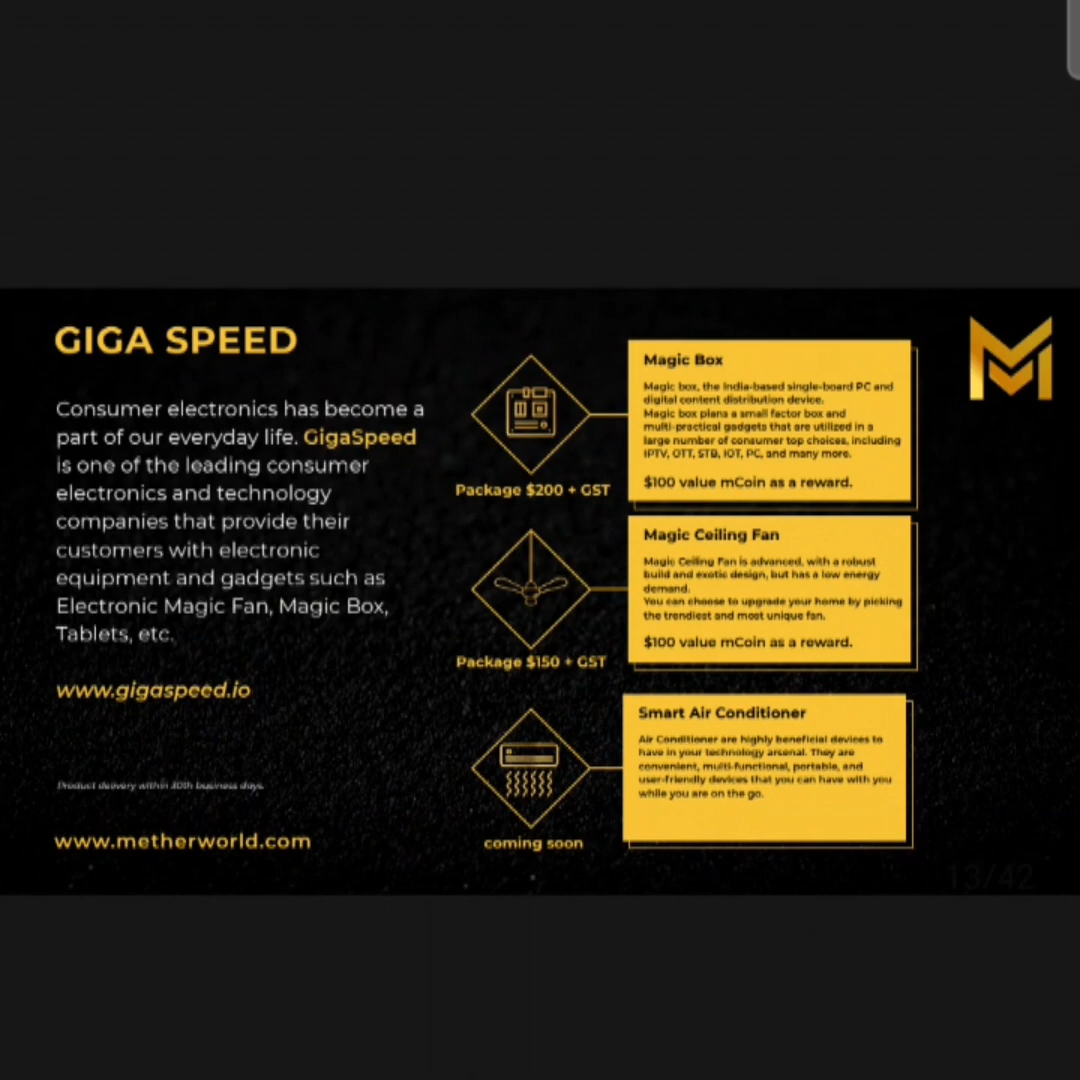 GIGA SPEED
Consumer electronics has become a
part of our everyday life. GigaSpeed
is one of the leading consumer
electronics and technology
companies that provide their
customers with electronic
equipment and gadgets such as
Electronic Magic Fan, Magic Box,
Tablets, etc.
www.gigaspeed.io
Product delivery within 30th business days.
www.metherworld.com
Package $200 + GST
Magic Box
Magic box, the India-based single-board PC and
digital content distribution device.
Magic box plans a small factor box and
multi-practical gadgets that are utilized in a
large number of consumer top choices, including
IPTV, OTT, STB, IOT, PC, and many more.
$100 value mCoin as a reward.
Package $150 + GST
Magic Ceiling Fan
Magic Ceiling Fan is advanced, with a robust
build and exotic design, but has a low energy
demand.
You can choose to upgrade your home by picking
the trendiest and most unique fan.
$100 value mCoin as a reward.
coming soon
Smart Air Conditioner
Air Conditioner are highly beneficial devices to
have in your technology arsenal. They are
convenient, multi-functional, portable, and
user-friendly devices that you can have with you
while you are on the go.
13/42